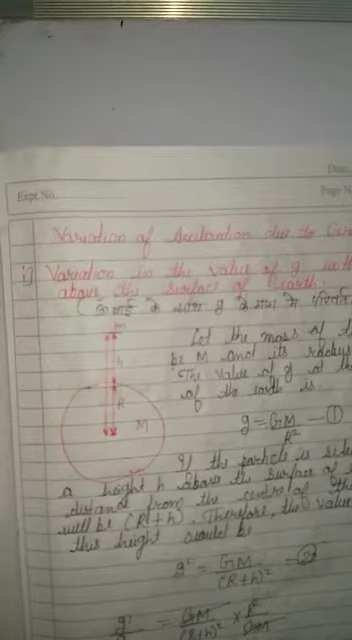 Date
Expt No.
Page N
Variation of Acceleration due to
i) Variation in the value of g with
above the surface of Earth.
(ऊँचाई के साथ g के मान में
m
h
R
M
Let the mass of t
be M and its radius
The value of g at th
of the earth is
g = GM/R² — ①
If the particle is
a height h above the surface of
distance from the centre of the
will be (R+h). Therefore, the value
this height would be
g' = GM/(R+h)² — ②
g' = GM/(R+h)² × R²/GM